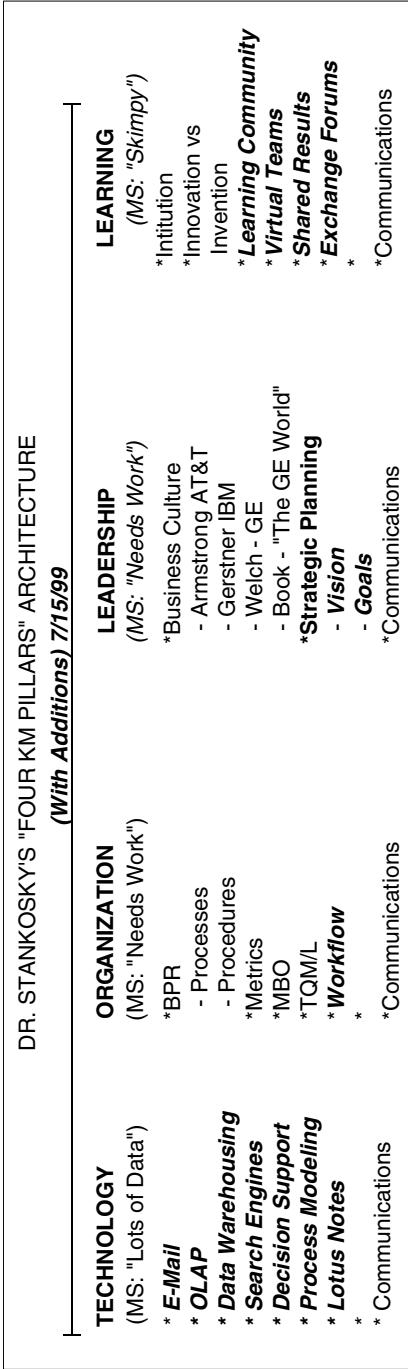 DR. STANKOSKY'S "FOUR KM PILLARS" ARCHITECTURE
(With Additions) 7/15/99
TECHNOLOGY
(MS: "Lots of Data")
* E-Mail
* OLAP
* Data Warehousing
* Search Engines
* Decision Support
* Process Modeling
* Lotus Notes
*
* Communications
ORGANIZATION
(MS: "Needs Work")
*BPR
- Processes
- Procedures
*Metrics
*MBO
*TQM/L
*Workflow
*
*Communications
LEADERSHIP
(MS: "Needs Work")
*Business Culture
- Armstrong AT&T
- Gerstner IBM
- Welch - GE
- Book - "The GE World"
*Strategic Planning
- Vision
- Goals
*Communications
LEARNING
(MS: "Skimpy")
*Intitution
*Innovation vs
Invention
*Learning Community
*Virtual Teams
*Shared Results
*Exchange Forums
*
*Communications